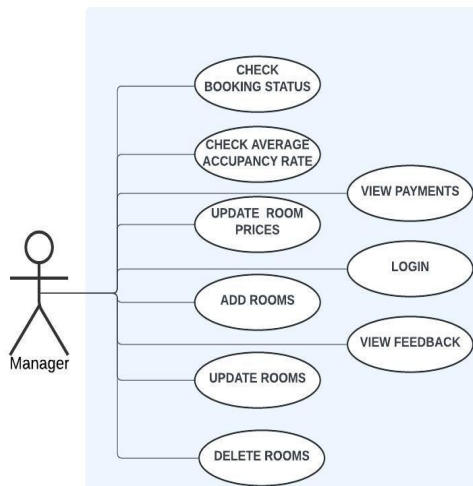 CHECK
BOOKING STATUS
CHECK AVERAGE
ACCUPANCY RATE
VIEW PAYMENTS
UPDATE ROOM
PRICES
LOGIN
ADD ROOMS
VIEW FEEDBACK
Manager
UPDATE ROOMS
DELETE ROOMS